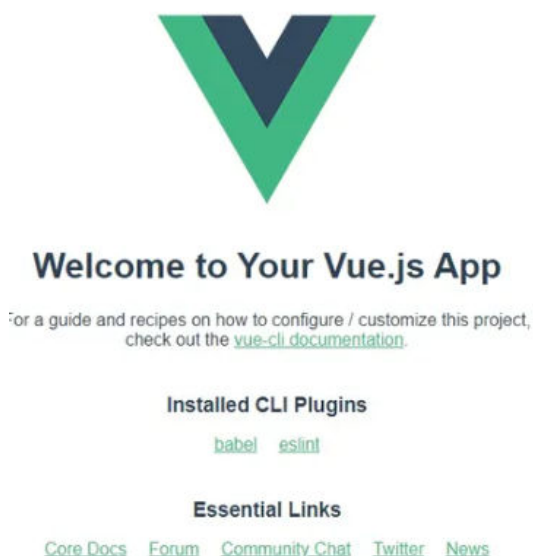 Welcome to Your Vue.js App
For a guide and recipes on how to configure / customize this project,
check out the vue-cli documentation.
Installed CLI Plugins
babel eslint
Essential Links
Core Docs Forum Community Chat Twitter News